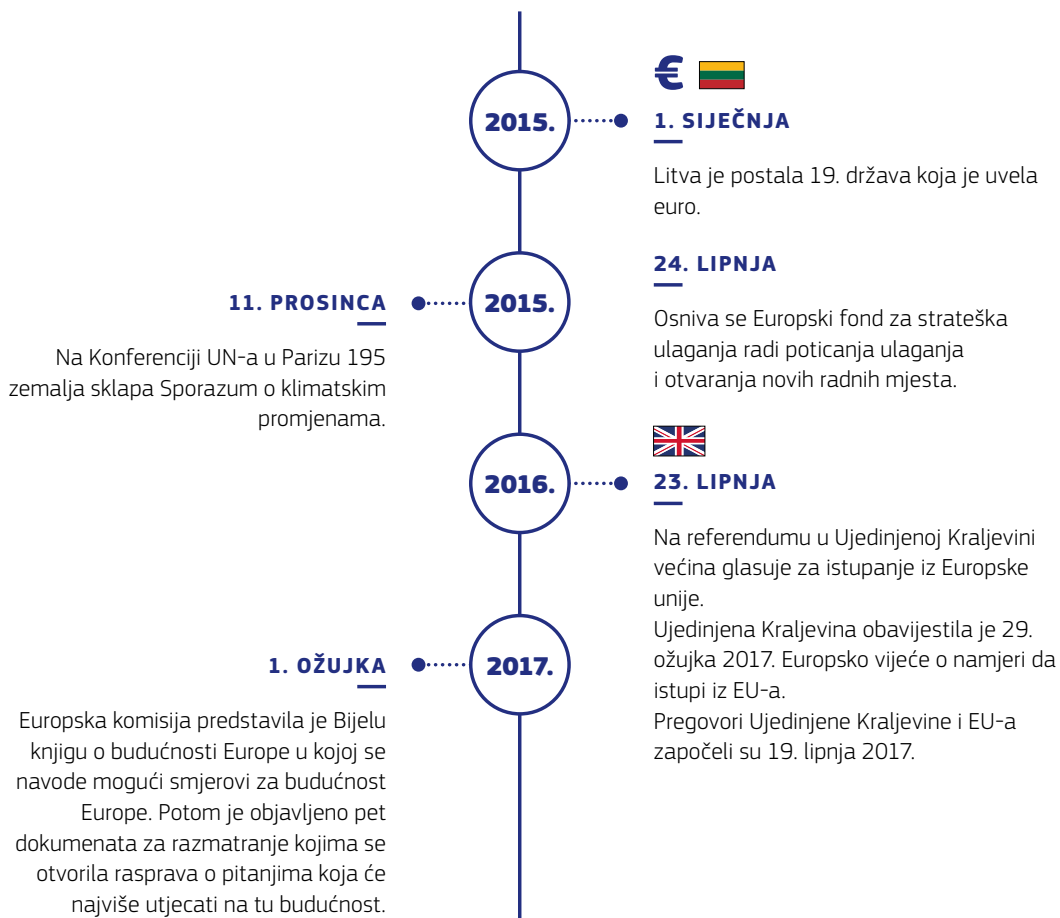 €
2015.
1. SIJEČNJA
Litva je postala 19. država koja je uvela
euro.
24. LIPNJA
Osniva se Europski fond za strateška
ulaganja radi poticanja ulaganja
i otvaranja novih radnih mjesta.
2015.
11. PROSINCA
Na Konferenciji UN-a u Parizu 195
zemalja sklapa Sporazum o klimatskim
promjenama.
2016.
23. LIPNJA
Na referendumu u Ujedinjenoj Kraljevini
većina glasuje za istupanje iz Europske
unije.
Ujedinjena Kraljevina obavijestila je 29.
ožujka 2017. Europsko vijeće o namjeri da
istupi iz EU-a.
Pregovori Ujedinjene Kraljevine i EU-a
započeli su 19. lipnja 2017.
2017.
1. OŽUJKA
Europska komisija predstavila je Bijelu
knjigu o budućnosti Europe u kojoj se
navode mogući smjerovi za budućnost
Europe. Potom je objavljeno pet
dokumenata za razmatranje kojima se
otvorila rasprava o pitanjima koja će
najviše utjecati na tu budućnost.